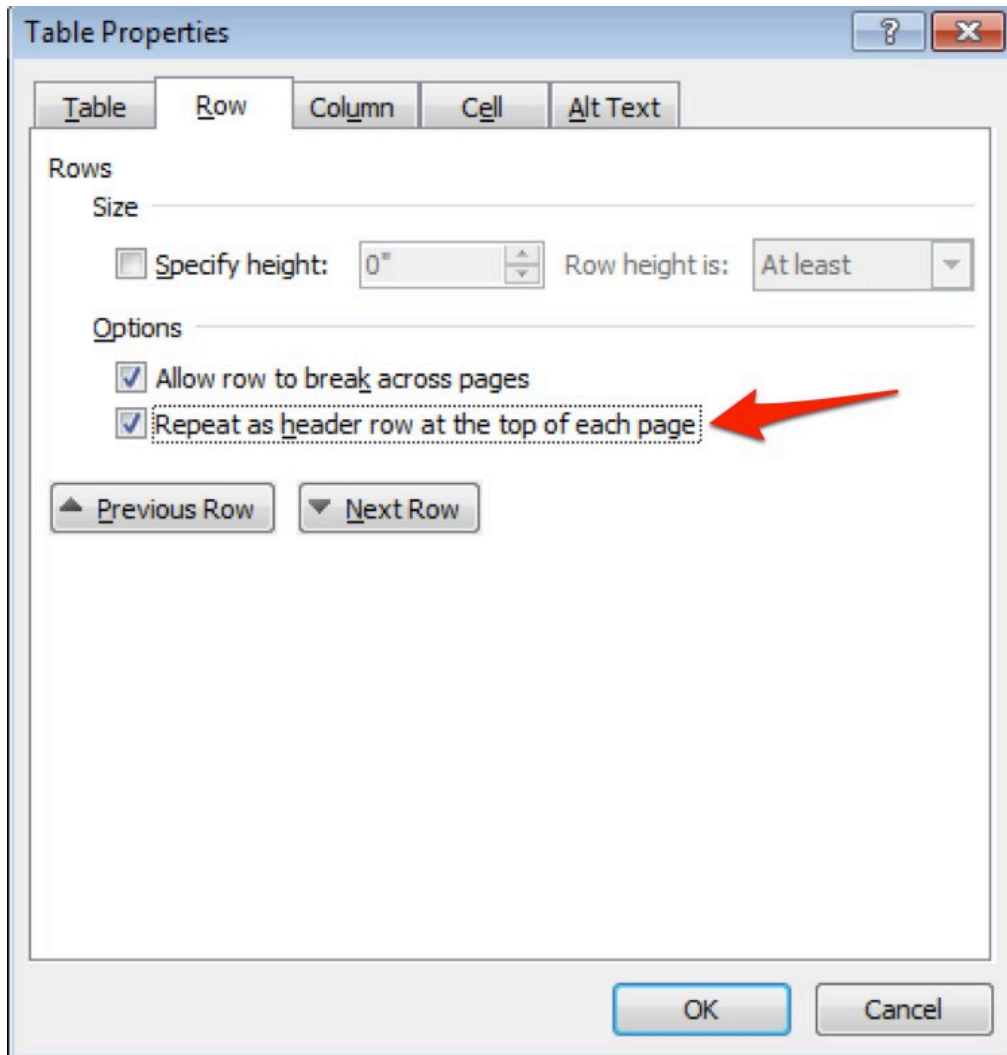 Table Properties
Table Row Column Cell Alt Text
Rows
Size
Specify height: 0" Row height is: At least
Options
Allow row to break across pages
Repeat as header row at the top of each page
Previous Row Next Row
OK Cancel